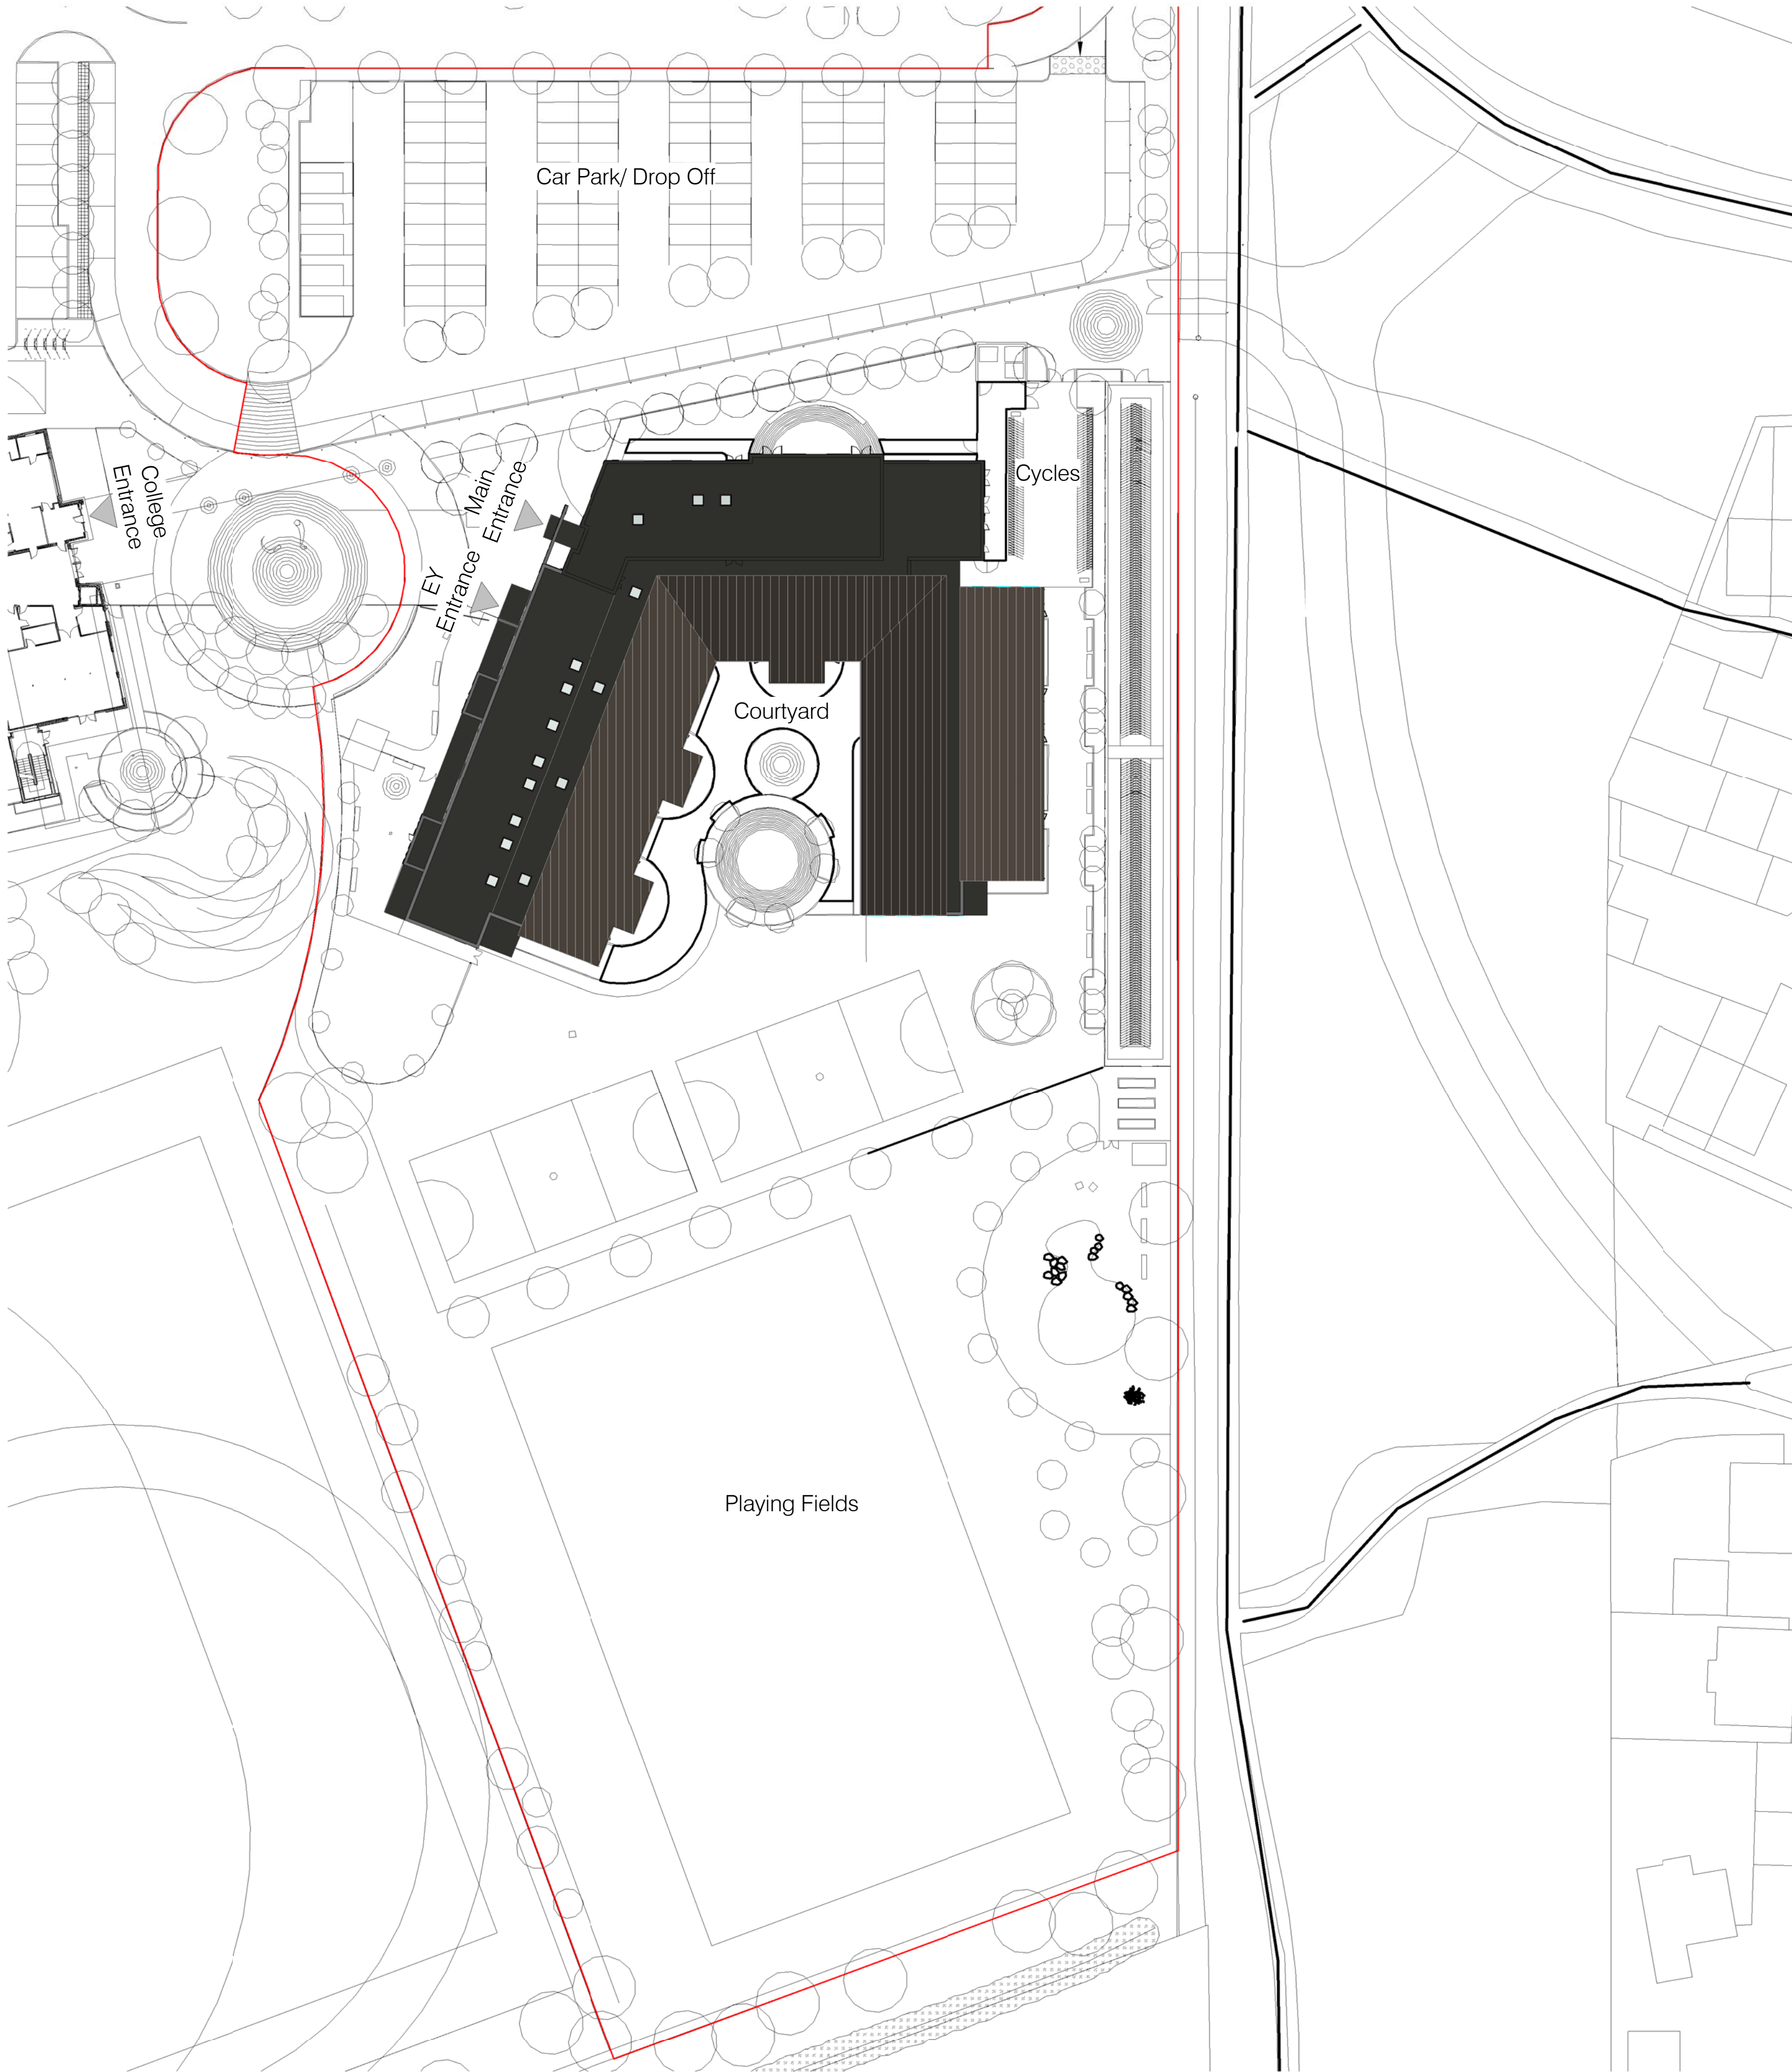 Car Park/ Drop Off
College
Entrance
Main
Entrance
EY
Entrance
Cycles
Courtyard
Playing Fields